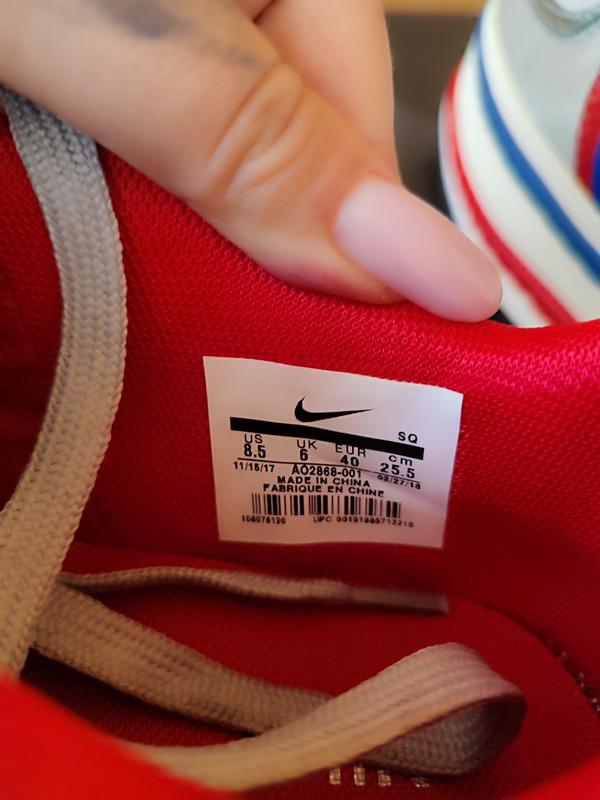 SQ
US UK EUR cm
8.5 6 40 25.5
11/15/17 AO2868-001 02/27/18
MADE IN CHINA
FABRIQUE EN CHINE
108076120 UPC 00191885712215